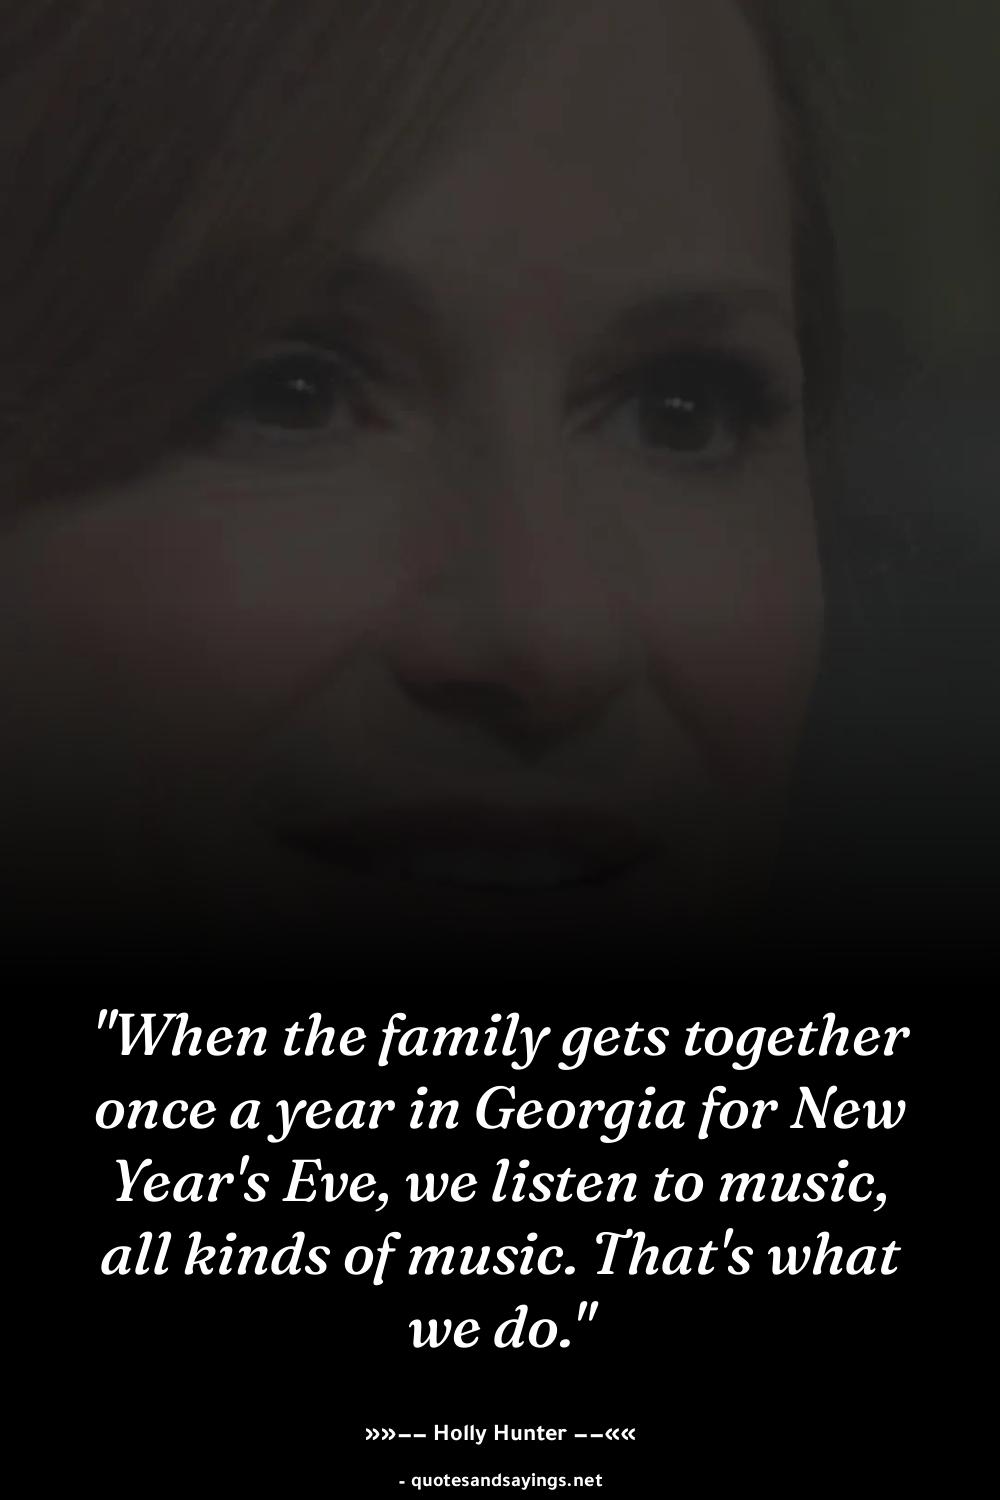 "When the family gets together
once a year in Georgia for New
Year's Eve, we listen to music,
all kinds of music. That's what
we do."
»»−− Holly Hunter −−««
- quotesandsayings.net